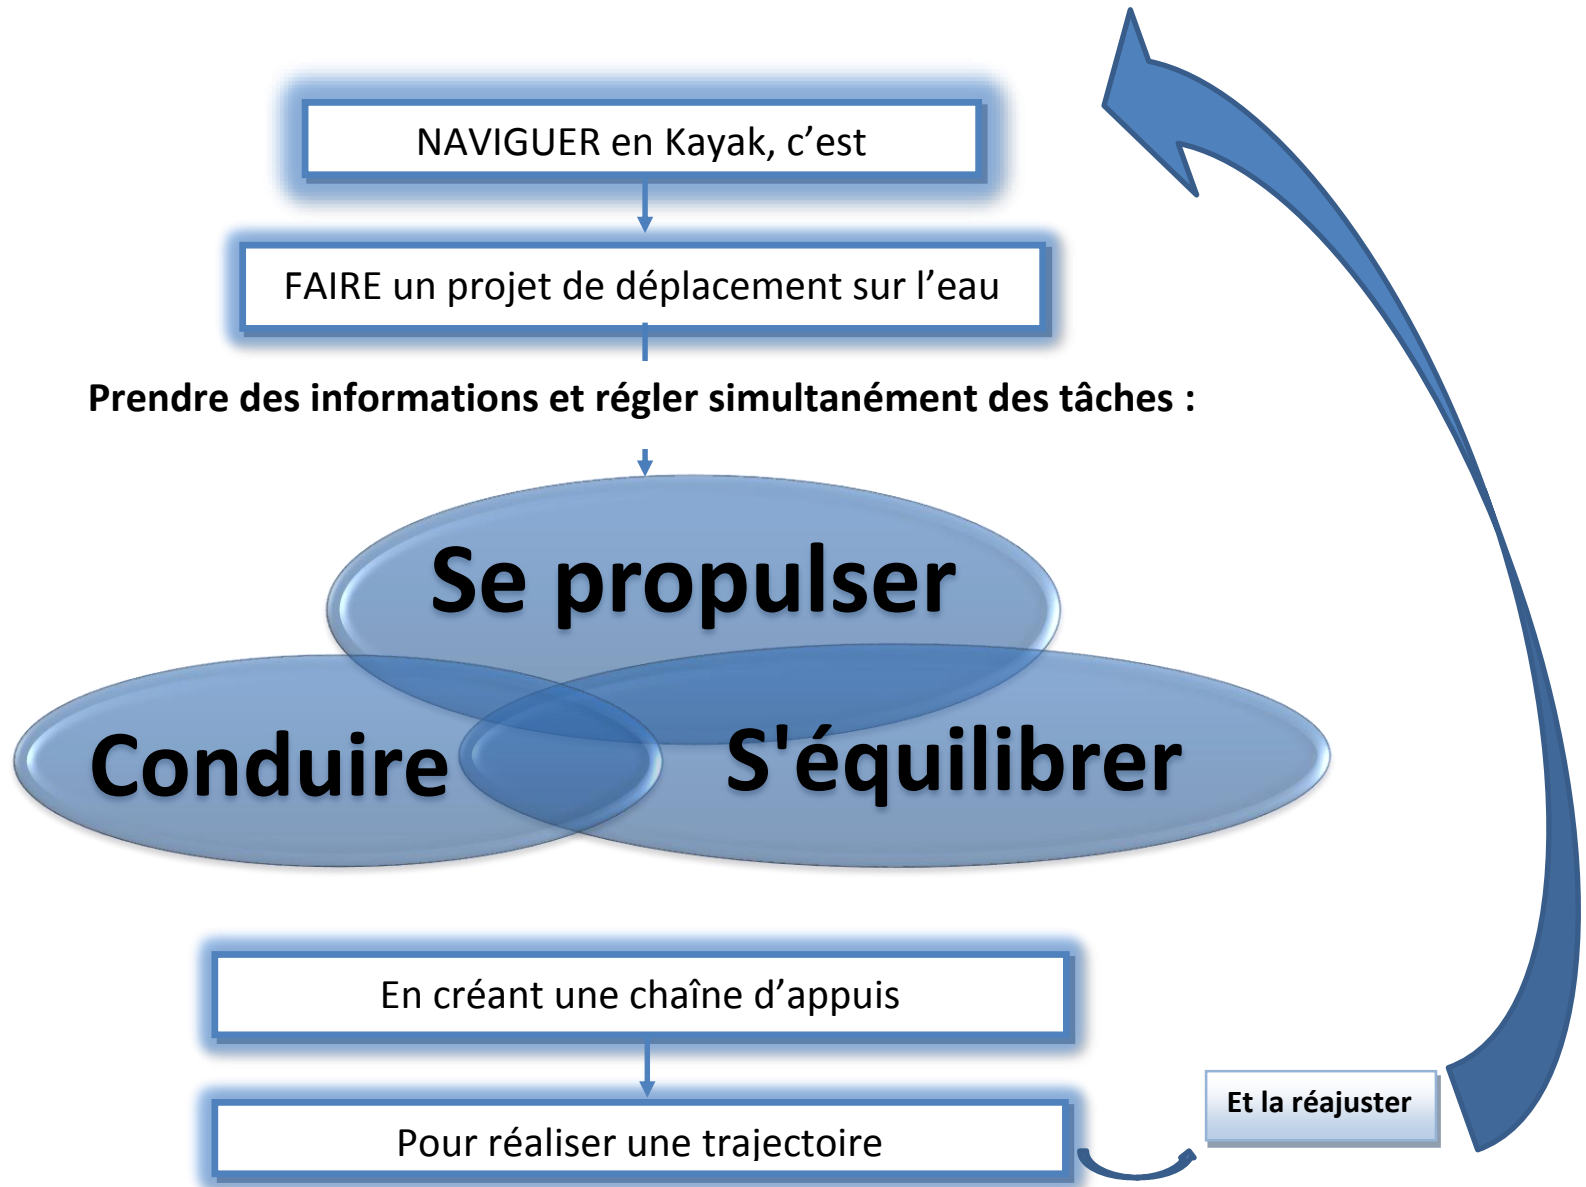 NAVIGUER en Kayak, c’est
FAIRE un projet de déplacement sur l’eau
Prendre des informations et régler simultanément des tâches :
Se propulser
Conduire
S'équilibrer
En créant une chaîne d’appuis
Pour réaliser une trajectoire
Et la réajuster